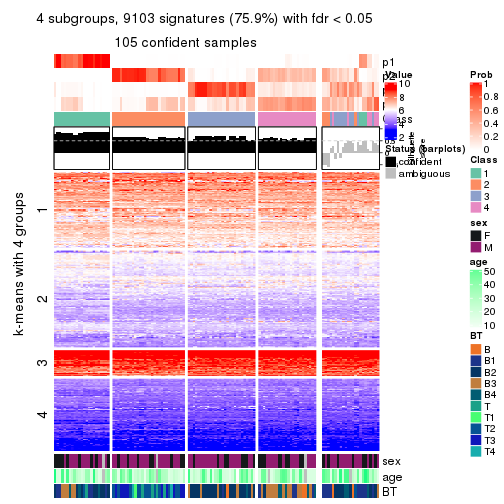 4 subgroups, 9103 signatures (75.9%) with fdr < 0.05
105 confident samples
p1
p2
Class
Value
10
8
6
4
2
Status (barplots)
confident
ambiguous
Prob
1
0.8
0.6
0.4
0.2
0
Class
1
2
3
4
sex
F
M
age
50
40
30
20
10
BT
B
B1
B2
B3
B4
T
T1
T2
T3
T4
k-means with 4 groups
1
2
3
4
sex
age
BT